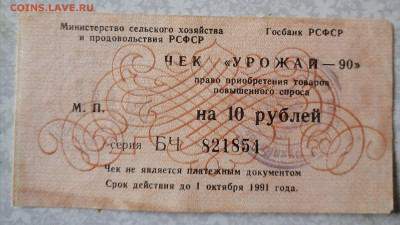 COINS.LAVE.RU
Министерство сельского хозяйства
и продовольствия РСФСР
Госбанк РСФСР
ЧЕК «УРОЖАЙ—90»
право приобретения товаров
повышенного спроса
М. П.
на 10 рублей
серия БЧ 821854
Чек не является платежным документом
Срок действия до 1 октября 1991 года.